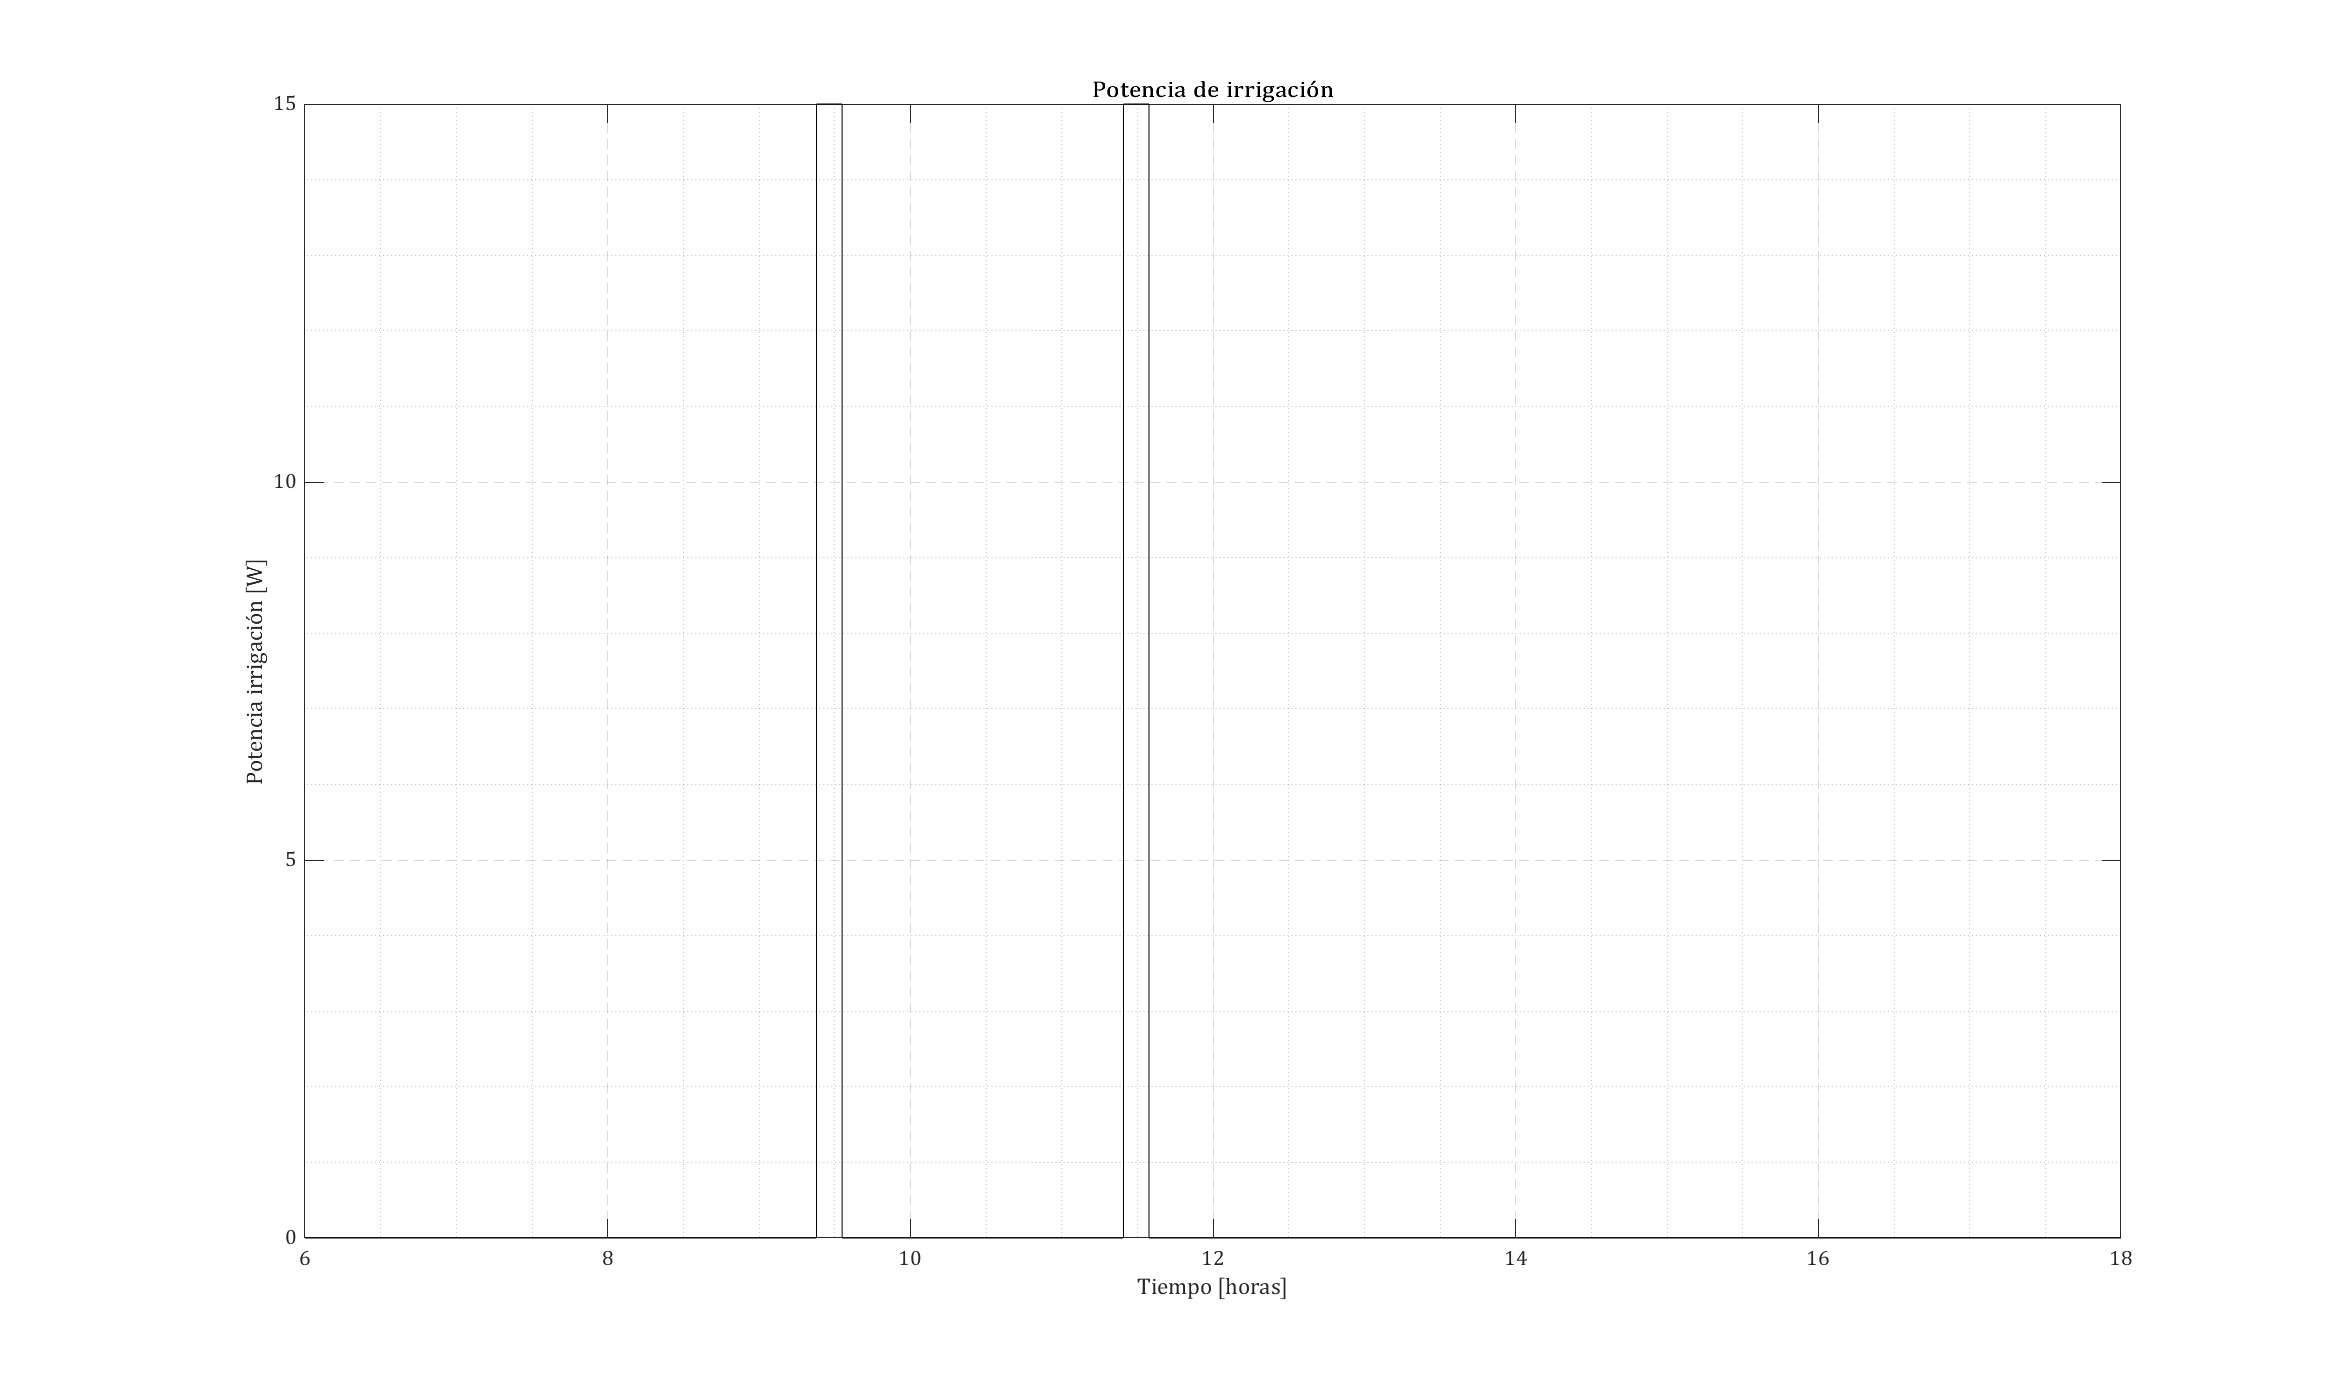 Potencia de irrigación
15
10
5
0
Potencia irrigación [W]
6 8 10 12 14 16 18
Tiempo [horas]